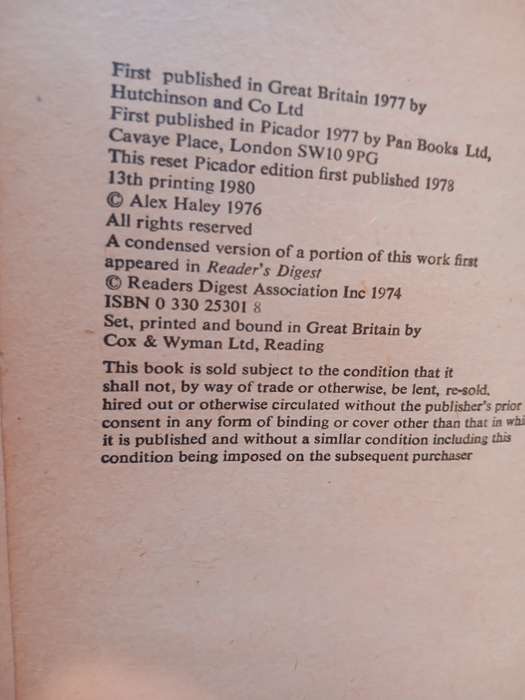 First published in Great Britain 1977 by
Hutchinson and Co Ltd
First published in Picador 1977 by Pan Books Ltd,
Cavaye Place, London SW10 9PG
This reset Picador edition first published 1978
13th printing 1980
© Alex Haley 1976
All rights reserved
A condensed version of a portion of this work first
appeared in Reader's Digest
© Readers Digest Association Inc 1974
ISBN 0 330 25301 8
Set, printed and bound in Great Britain by
Cox & Wyman Ltd, Reading
This book is sold subject to the condition that it
shall not, by way of trade or otherwise, be lent, re-sold,
hired out or otherwise circulated without the publisher's prior
consent in any form of binding or cover other than that in whi
it is published and without a similar condition including this
condition being imposed on the subsequent purchaser